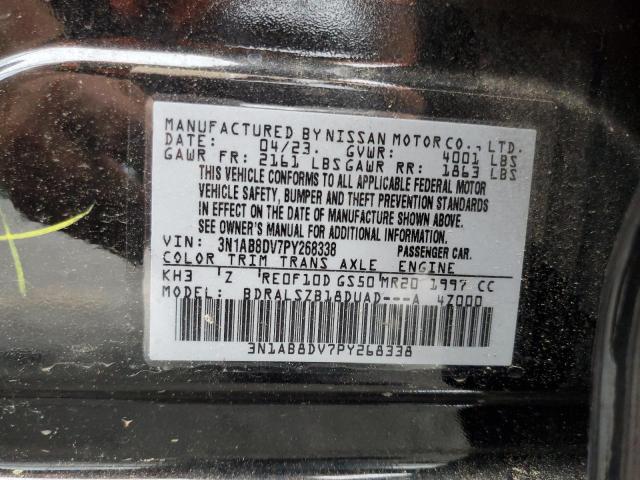 MANUFACTURED BY NISSAN MOTOR CO., LTD.
DATE: 04/23. GVWR: 4001 LBS
GAWR FR: 2161 LBS GAWR RR: 1863 LBS
THIS VEHICLE CONFORMS TO ALL APPLICABLE FEDERAL MOTOR
VEHICLE SAFETY, BUMPER AND THEFT PREVENTION STANDARDS
IN EFFECT ON THE DATE OF MANUFACTURE SHOWN ABOVE.
SEE OWNER'S MANUAL FOR ADDITIONAL INFORMATION.
VIN: 3N1AB8DV7PY268338 PASSENGER CAR.
COLOR TRIM TRANS AXLE ENGINE
KH3 Z RE0F10D GS50 MR20 1997 CC
MODEL: BDRALSZB18DUAD---A 47000
3N1AB8DV7PY268338